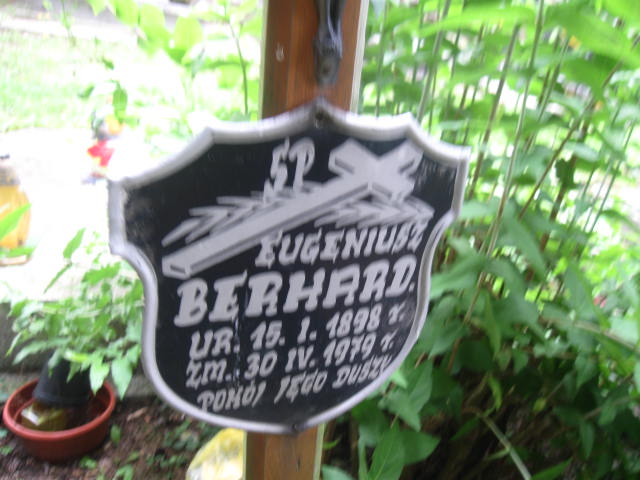 ŚP
EUGENIUSZ
BERHARD.
UR. 15. I. 1898 r.
ZM. 30 IV. 1979 r.
POKÓJ JEGO DUSZY